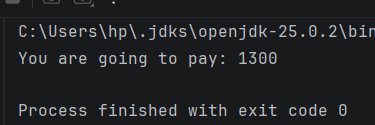 C:\Users\hp\.jdks\openjdk-25.0.2\bin
You are going to pay: 1300
Process finished with exit code 0